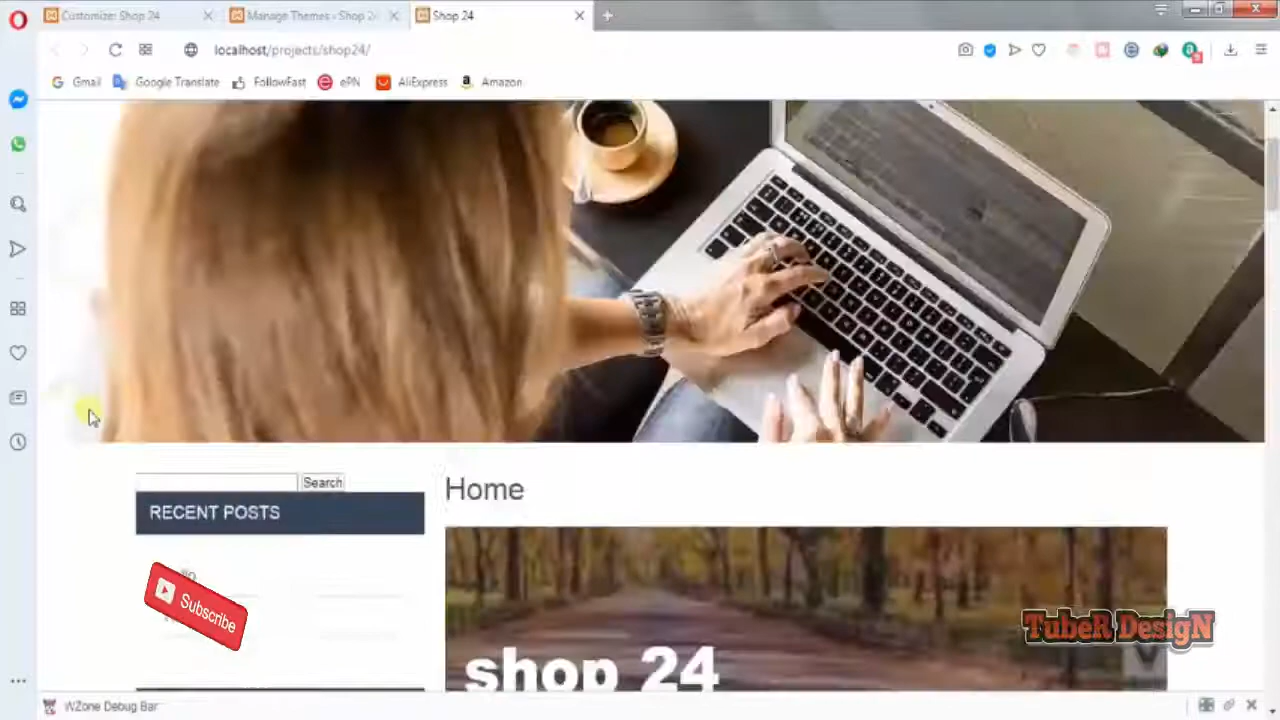 Customize: Shop 24
Manage Themes - Shop 24
Shop 24
localhost/projects/shop24/
Gmail
Google Translate
FollowFast
ePN
AliExpress
Amazon
Search
Home
RECENT POSTS
Subscribe
shop 24
TubeR DesigN
WZone Debug Bar